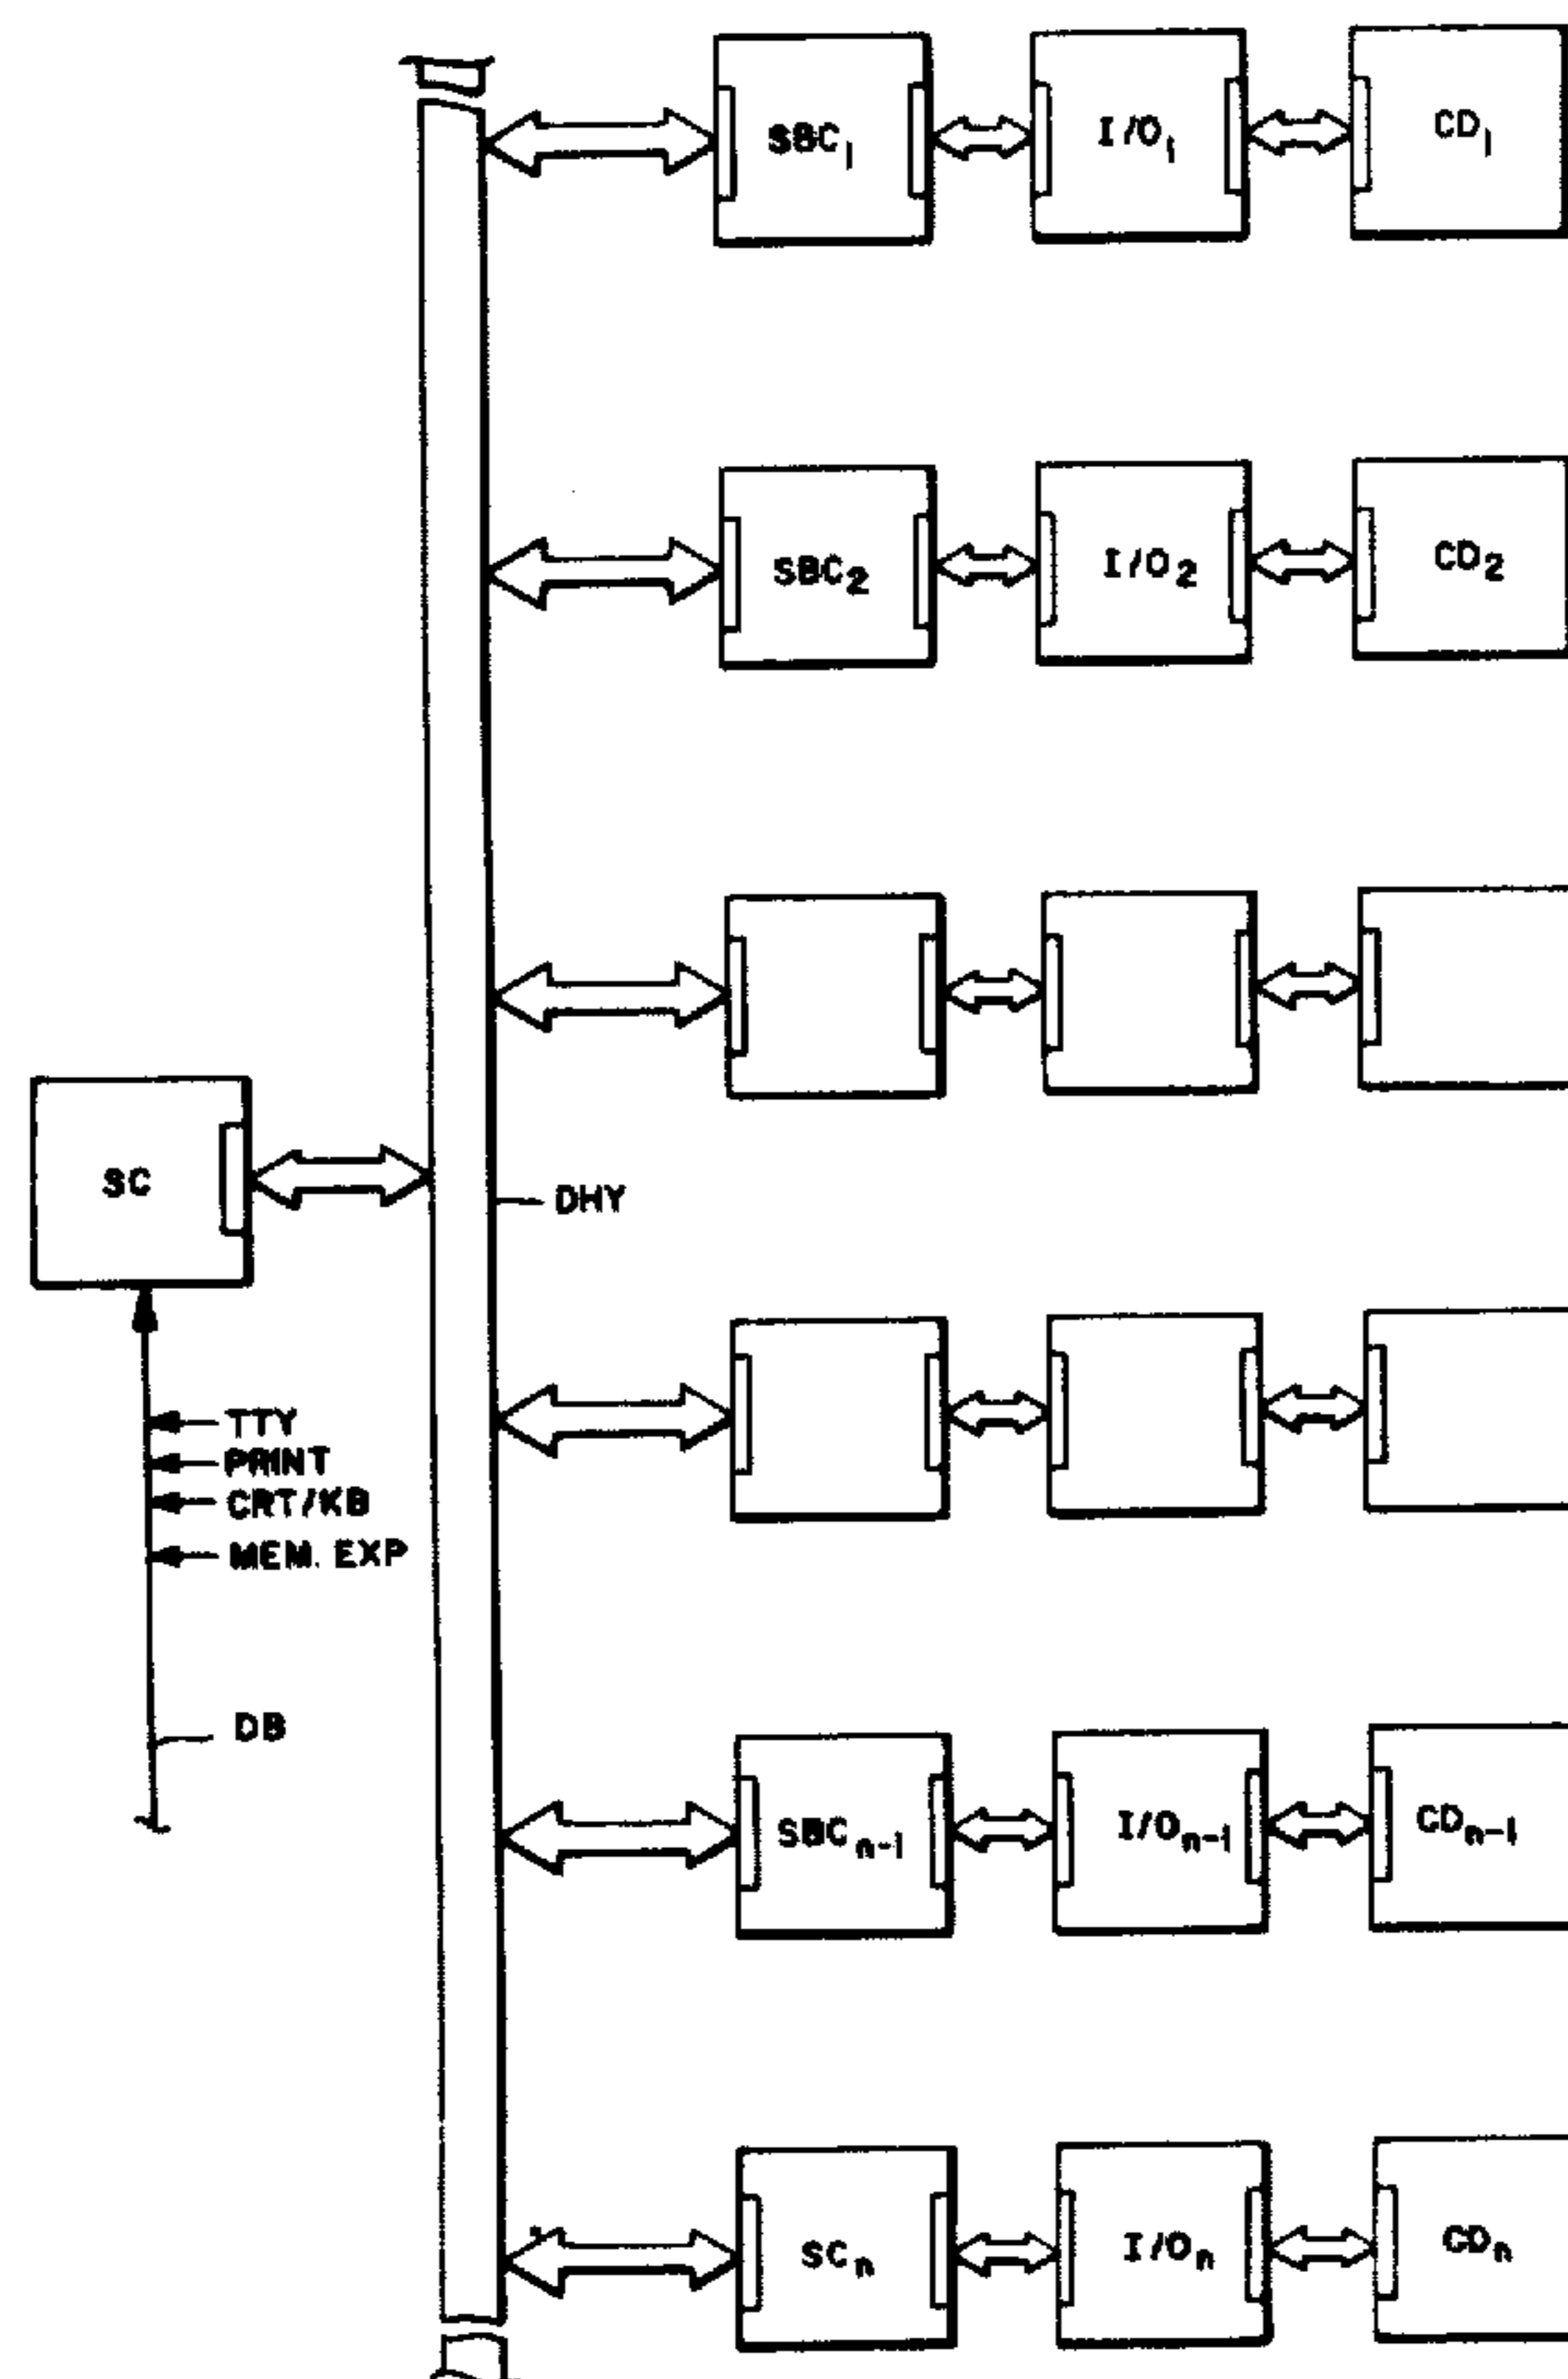 SBC1 I/O1 CD1
SBC2 I/O2 CD2
SC
DHY
TTY
PRINT
CRT/KB
MEM. EXP
DB
SBCn-1 I/On-1 CDn-1
SCn I/On CDn